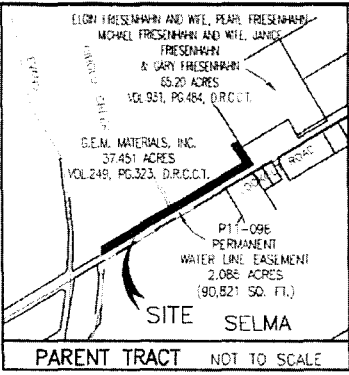 ELGIN FRIESENHAHN AND WIFE, PEARL FRIESENHAHN
MICHAEL FRIESENHAHN AND WIFE, JANICE
FRIESENHAHN
& GARY FRIESENHAHN
65.20 ACRES
VOL.931, PG.484, D.R.C.C.T.
G.E.M. MATERIALS, INC.
37.451 ACRES
VOL.249, PG.323, D.R.C.C.T.
ROAD
P11-096
PERMANENT
WATER LINE EASEMENT
2.085 ACRES
(90,821 SQ. FT.)
SITE
SELMA
PARENT TRACT NOT TO SCALE